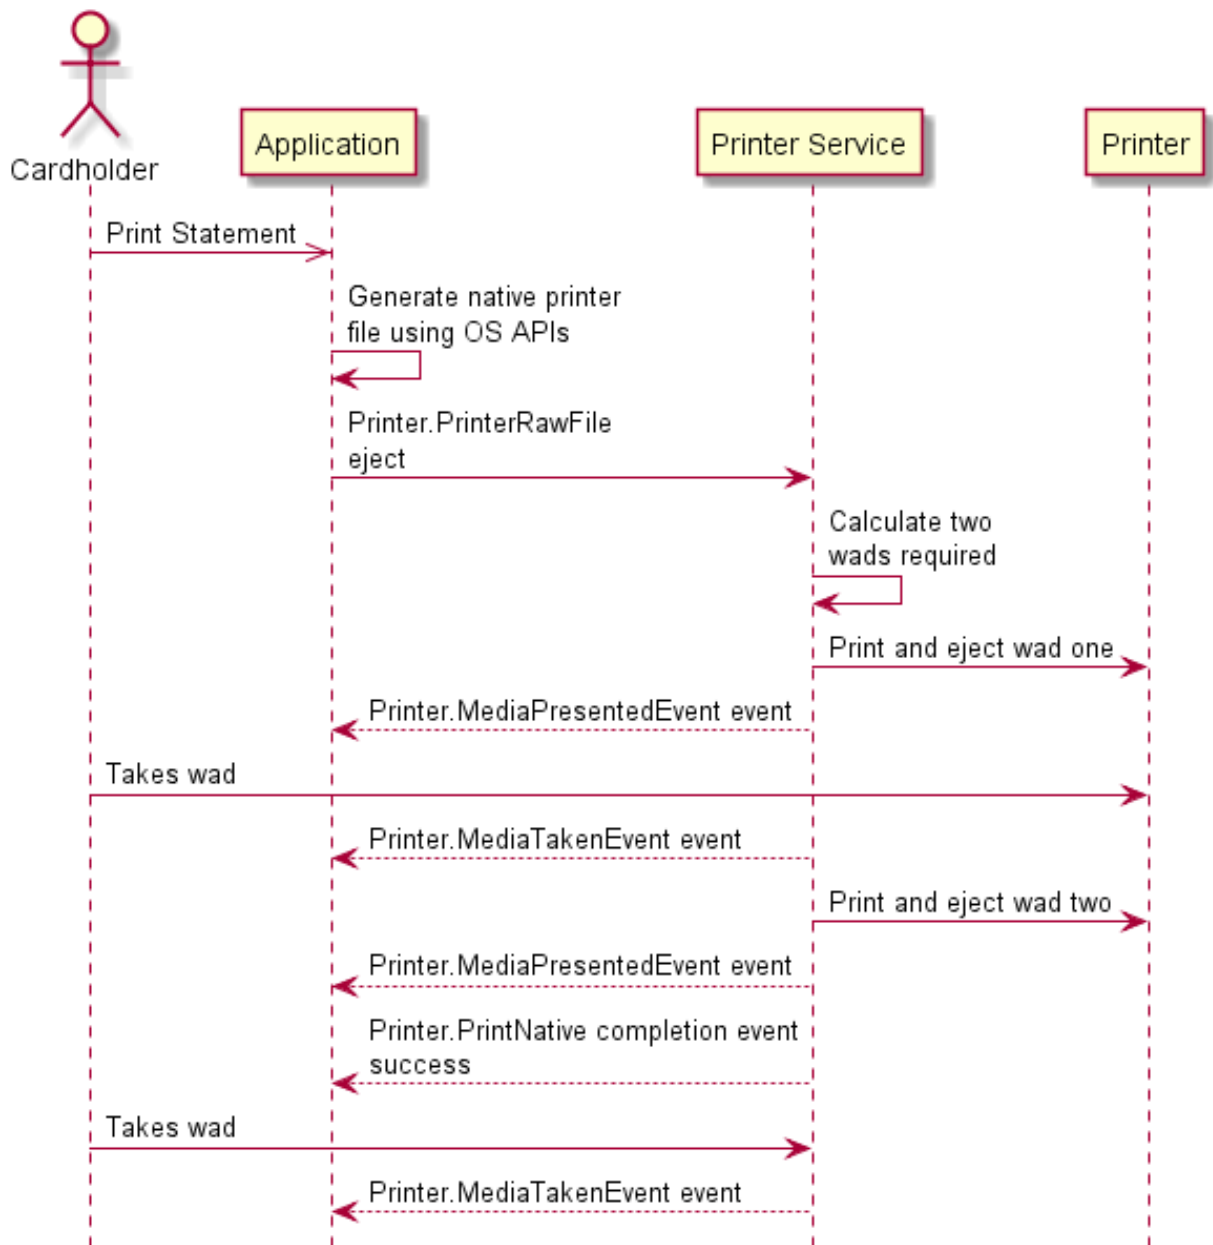 Cardholder
Application
Printer Service
Printer
Print Statement
Generate native printer
file using OS APIs
Printer.PrinterRawFile
eject
Calculate two
wads required
Print and eject wad one
Printer.MediaPresentedEvent event
Takes wad
Printer.MediaTakenEvent event
Print and eject wad two
Printer.MediaPresentedEvent event
Printer.PrintNative completion event
success
Takes wad
Printer.MediaTakenEvent event